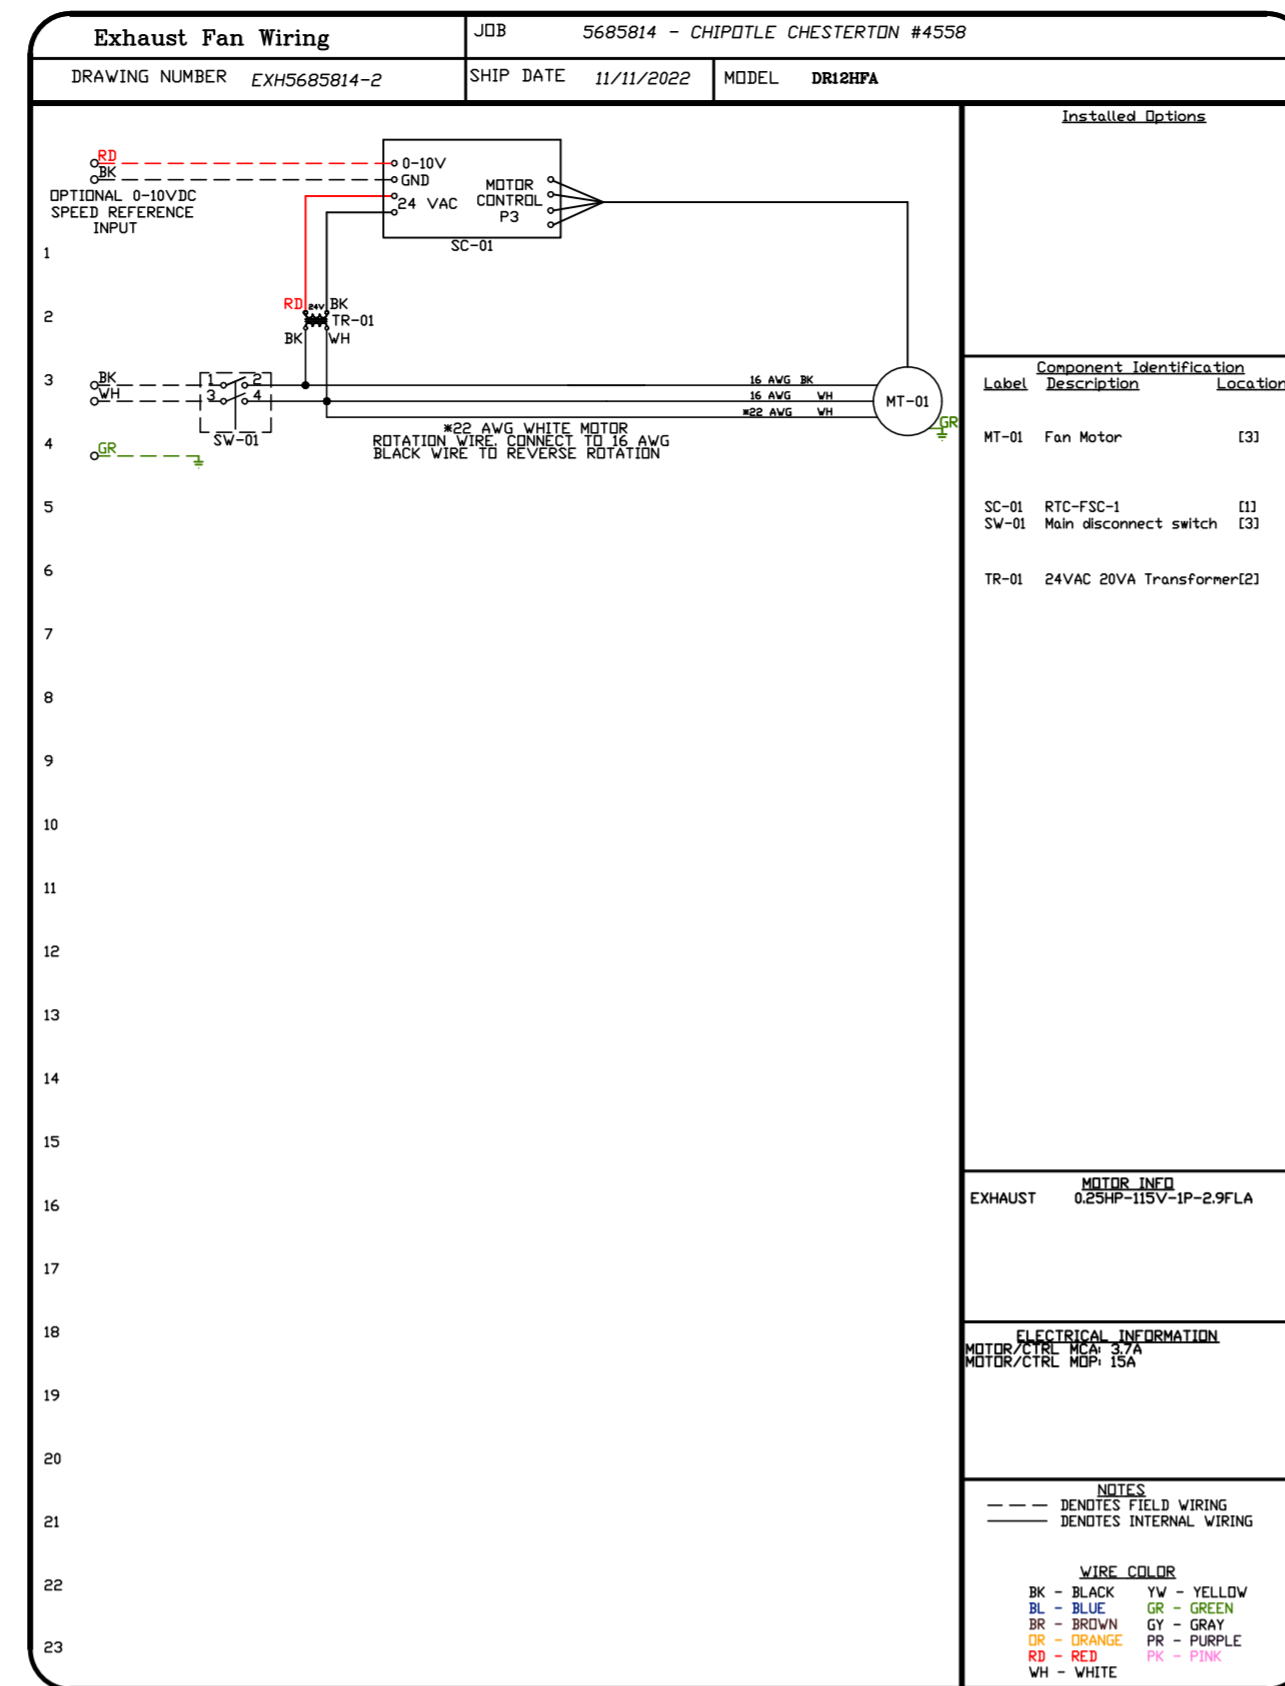 Exhaust Fan Wiring
JOB 5685814 - CHIPOTLE CHESTERTON #4558
DRAWING NUMBER EXH5685814-2
SHIP DATE 11/11/2022
MODEL DR12HFA
RD
BK
OPTIONAL 0-10VDC
SPEED REFERENCE
INPUT
0-10V
GND
24 VAC
MOTOR
CONTROL
P3
SC-01
RD 24V BK
TR-01
BK WH
BK
WH
1 2
3 4
SW-01
GR
16 AWG BK
16 AWG WH
*22 AWG WH
MT-01
GR
*22 AWG WHITE MOTOR
ROTATION WIRE. CONNECT TO 16 AWG
BLACK WIRE TO REVERSE ROTATION
1
2
3
4
5
6
7
8
9
10
11
12
13
14
15
16
17
18
19
20
21
22
23
Installed Options
Component Identification
Label Description Location
MT-01 Fan Motor [3]
SC-01 RTC-FSC-1 [1]
SW-01 Main disconnect switch [3]
TR-01 24VAC 20VA Transformer[2]
MOTOR INFO
EXHAUST 0.25HP-115V-1P-2.9FLA
ELECTRICAL INFORMATION
MOTOR/CTRL MCA: 3.7A
MOTOR/CTRL MOP: 15A
NOTES
DENOTES FIELD WIRING
DENOTES INTERNAL WIRING
WIRE COLOR
BK - BLACK YW - YELLOW
BL - BLUE GR - GREEN
BR - BROWN GY - GRAY
OR - ORANGE PR - PURPLE
RD - RED PK - PINK
WH - WHITE